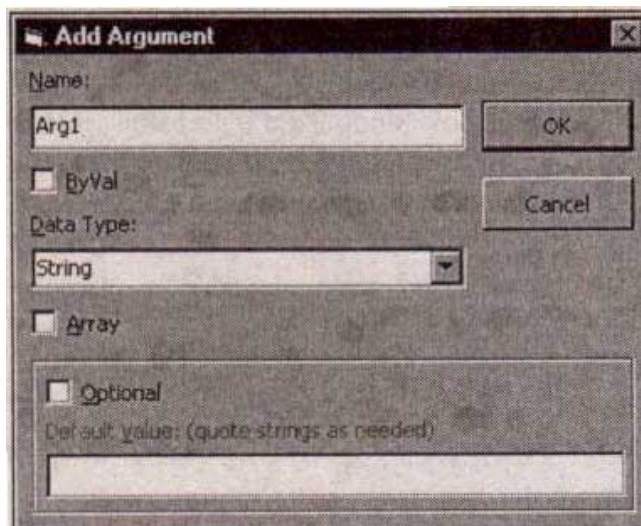 Add Argument
Name:
Arg1
OK
ByVal
Cancel
Data Type:
String
Array
Optional
Default Value: (quote strings as needed)